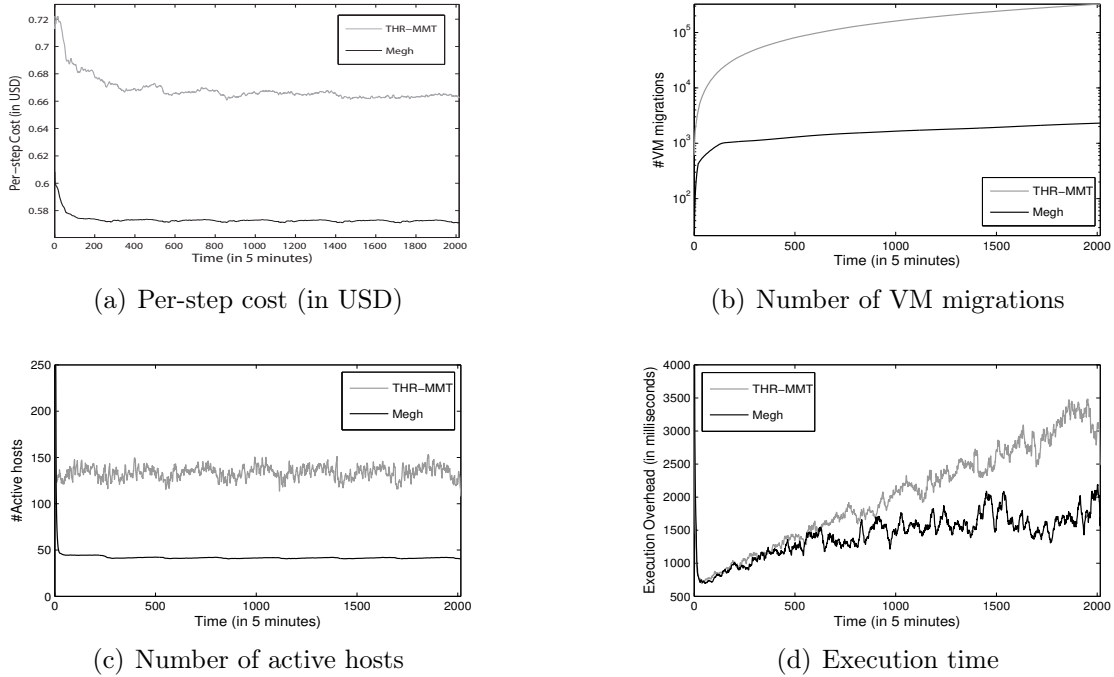 0.72
0.7
0.68
0.66
0.64
0.62
0.6
0.58
Per-step Cost (in USD)
THR-MMT
Megh
0 200 400 600 800 1000 1200 1400 1600 1800 2000
Time (in 5 minutes)
(a) Per-step cost (in USD)
10^5
10^4
10^3
10^2
#VM migrations
THR-MMT
Megh
0 500 1000 1500 2000
Time (in 5 minutes)
(b) Number of VM migrations
250
200
150
100
50
0
#Active hosts
THR-MMT
Megh
0 500 1000 1500 2000
Time (in 5 minutes)
(c) Number of active hosts
4000
3500
3000
2500
2000
1500
1000
500
Execution Overhead (in milliseconds)
THR-MMT
Megh
0 500 1000 1500 2000
Time (in 5 minutes)
(d) Execution time